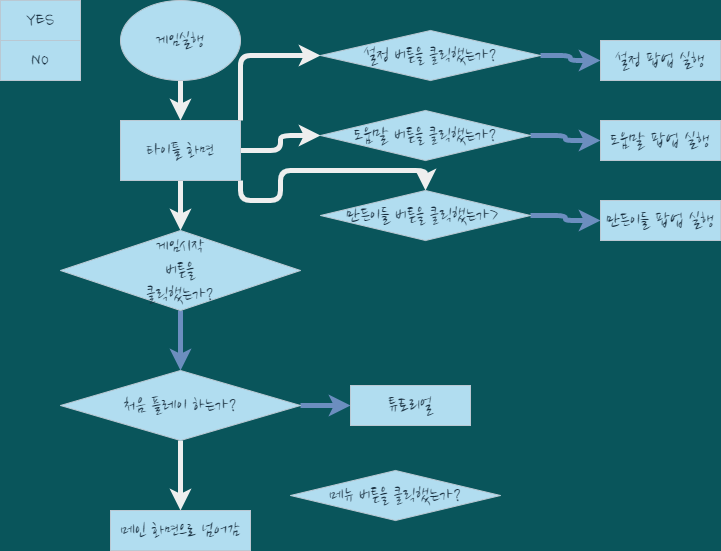 YES
NO
게임실행
설정 버튼을 클릭했는가?
설정 팝업 실행
타이틀 화면
도움말 버튼을 클릭했는가?
도움말 팝업 실행
만든이들 버튼을 클릭했는가>
만든이들 팝업 실행
게임시작
버튼을
클릭했는가?
처음 플레이 하는가?
튜토리얼
메뉴 버튼을 클릭했는가?
메인 화면으로 넘어감